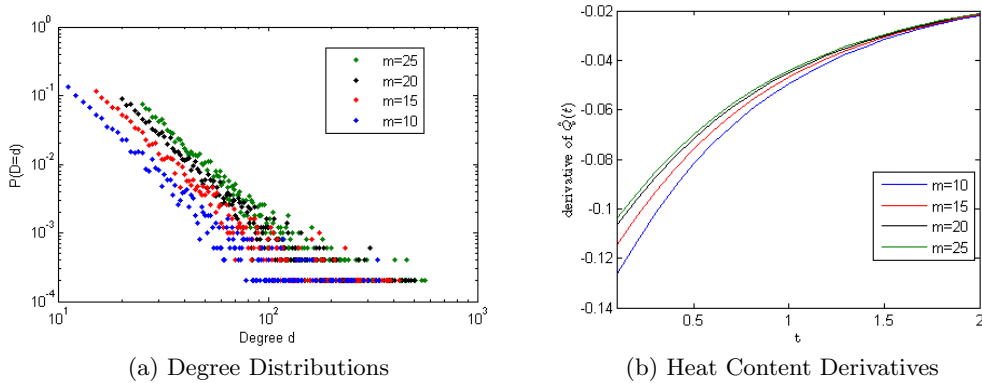 10^0
10^-1
10^-2
10^-3
10^-4
P(D=d)
m=25
m=20
m=15
m=10
10^1
10^2
10^3
Degree d
(a) Degree Distributions
-0.02
-0.04
-0.06
-0.08
-0.1
-0.12
-0.14
derivative of Q̂(t)
m=10
m=15
m=20
m=25
0.5
1
1.5
2
t
(b) Heat Content Derivatives